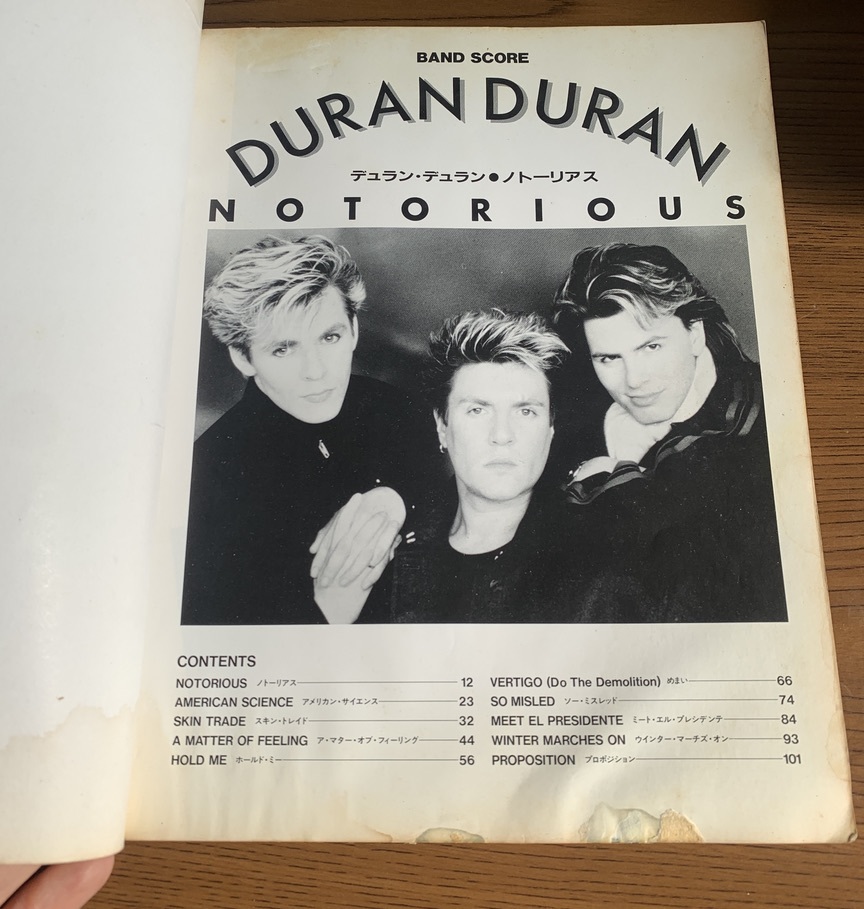 BAND SCORE
DURAN DURAN
デュラン・デュラン●ノトーリアス
NOTORIOUS
CONTENTS
NOTORIOUS ノトーリアス 12
AMERICAN SCIENCE アメリカン・サイエンス 23
SKIN TRADE スキン・トレイド 32
A MATTER OF FEELING ア・マター・オブ・フィーリング 44
HOLD ME ホールド・ミー 56
VERTIGO (Do The Demolition) めまい 66
SO MISLED ソー・ミスレッド 74
MEET EL PRESIDENTE ミート・エル・プレシデンテ 84
WINTER MARCHES ON ウインター・マーチズ・オン 93
PROPOSITION プロポジション 101